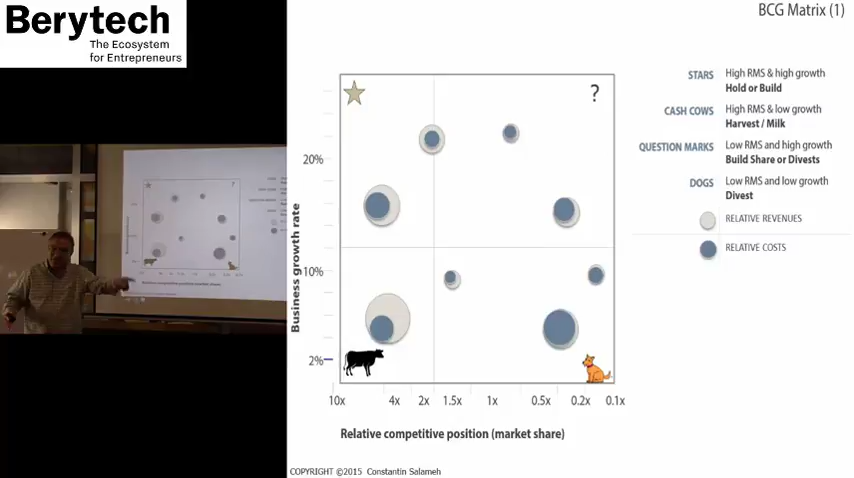 Berytech
The Ecosystem
for Entrepreneurs
BCG Matrix (1)
STARS High RMS & high growth
Hold or Build
CASH COWS High RMS & low growth
Harvest / Milk
QUESTION MARKS Low RMS and high growth
Build Share or Divests
DOGS Low RMS and low growth
Divest
RELATIVE REVENUES
RELATIVE COSTS
?
20%
10%
2%
Business growth rate
10x 4x 2x 1.5x 1x 0.5x 0.2x 0.1x
Relative competitive position (market share)
COPYRIGHT ©2015 Constantin Salameh